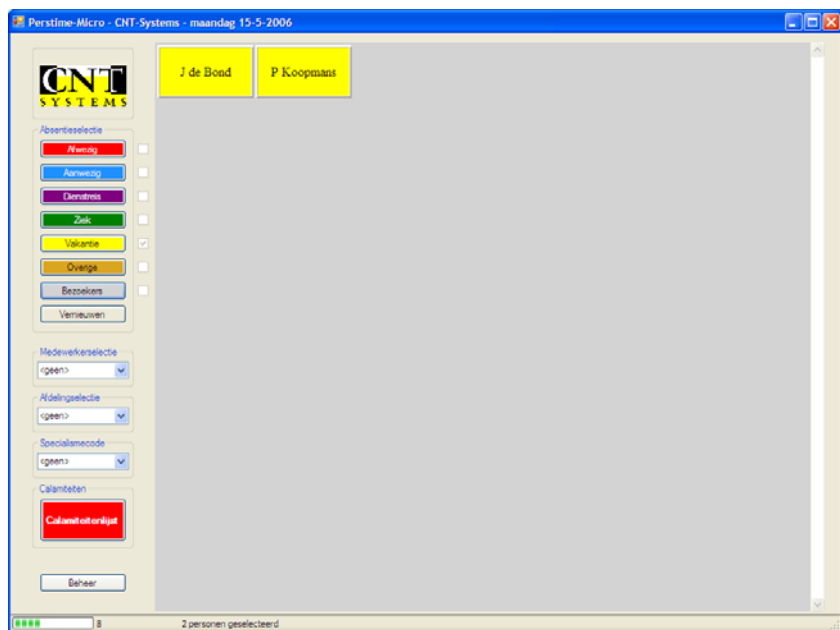 Perstime-Micro - CNT-Systems - maandag 15-5-2006
CNT
SYSTEMS
J de Bond
P Koopmans
Absentieselectie
Afwezig
Aanwezig
Dienstreis
Ziek
Vakantie
Overige
Bezoekers
Vernieuwen
Medewerkerselectie
<geen>
Afdelingselectie
<geen>
Specialismecode
<geen>
Calamiteiten
Calamiteitenlijst
Beheer
8
2 personen geselecteerd